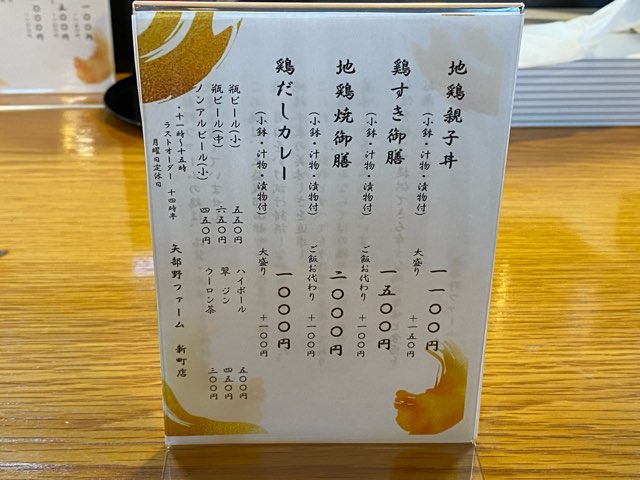 地鶏親子丼 一一〇〇円
(小鉢・汁物・漬物付) 大盛り +一五〇円
鶏すき御膳 一五〇〇円
(小鉢・汁物・漬物付) ご飯お代わり +一〇〇円
地鶏焼御膳 二〇〇〇円
(小鉢・汁物・漬物付) ご飯お代わり +一〇〇円
鶏だしカレー 一〇〇〇円
(小鉢・汁物・漬物付) 大盛り +一〇〇円
瓶ビール(小) 五五〇円 ハイボール 五〇〇円
瓶ビール(中) 六五〇円 翠 ジン 四五〇円
ノンアルビール(小) 四五〇円 ウーロン茶 三〇〇円
・十一時〜十五時
ラストオーダー 十四時半
月曜日定休日
矢部野ファーム 新町店